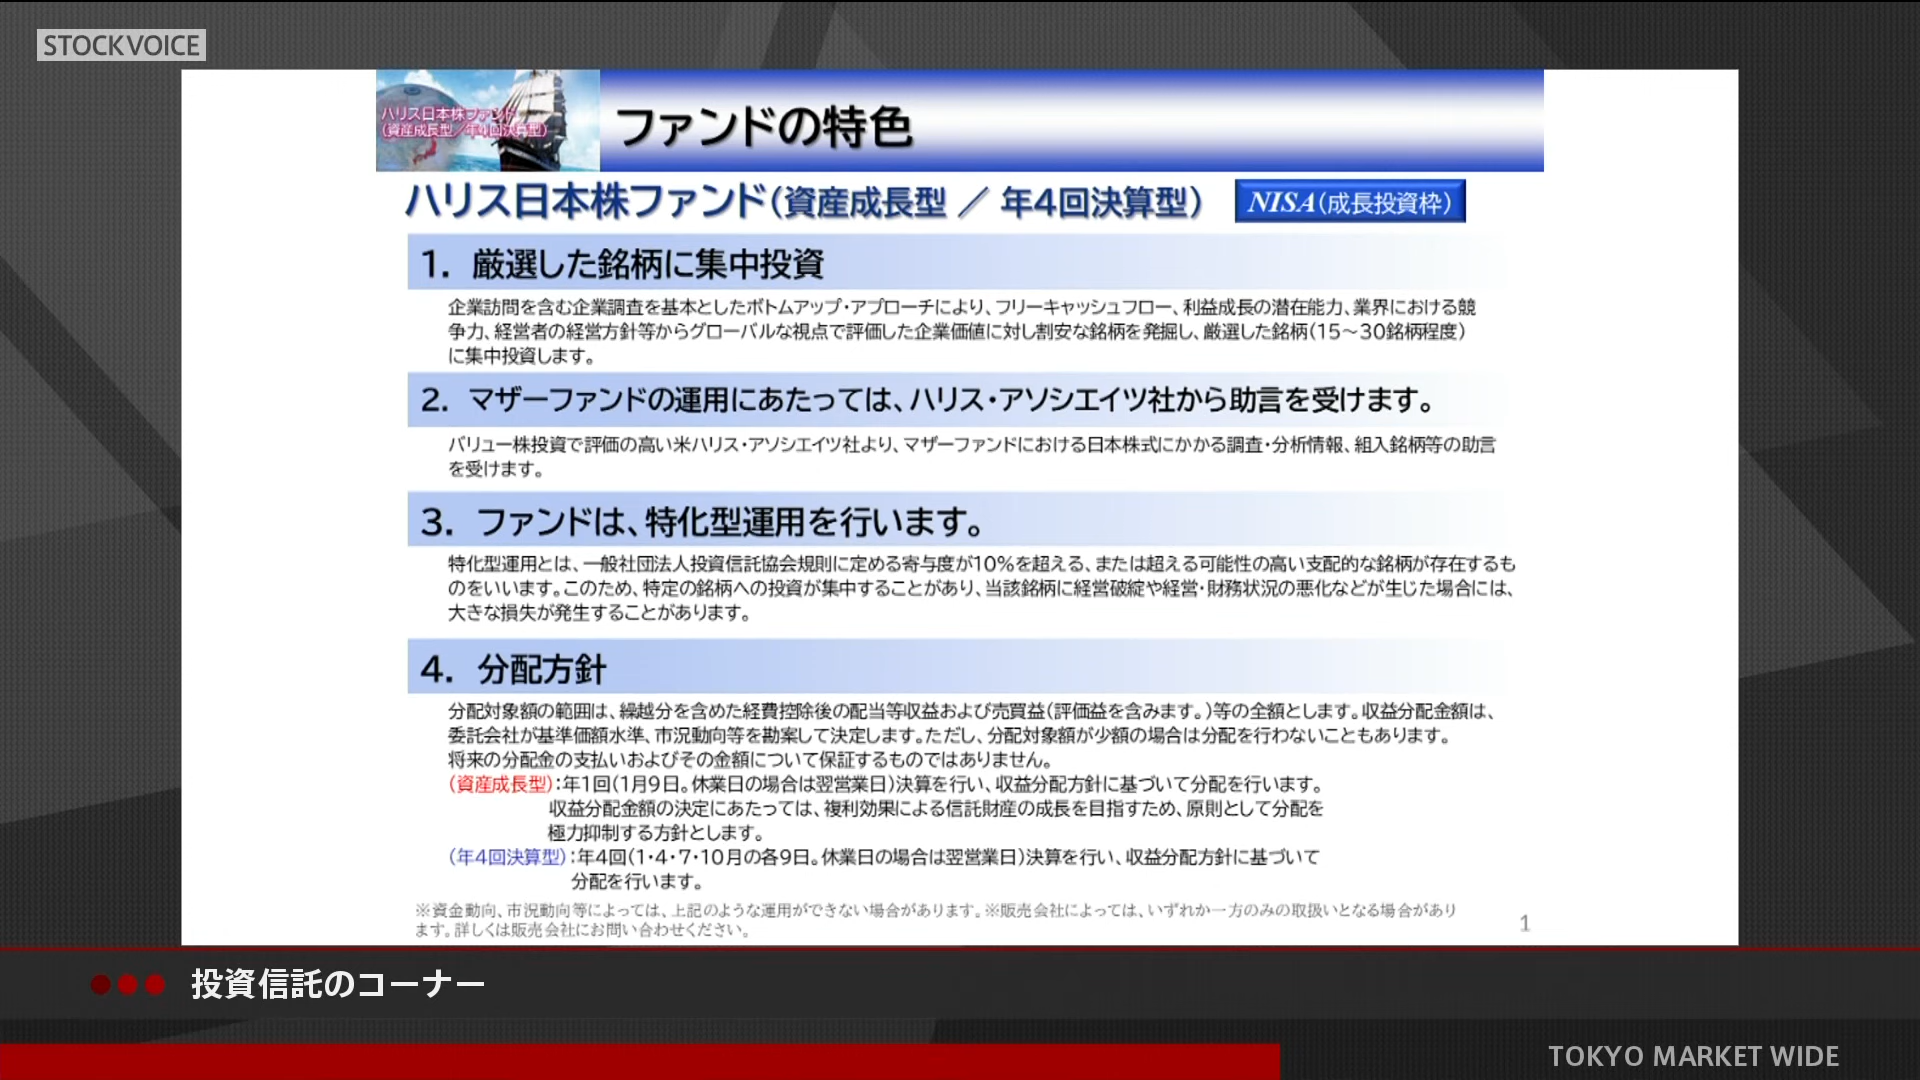 STOCKVOICE
ハリス日本株ファンド
(資産成長型/年4回決算型)
ファンドの特色
ハリス日本株ファンド(資産成長型 / 年4回決算型)
NISA(成長投資枠)
1. 厳選した銘柄に集中投資
企業訪問を含む企業調査を基本としたボトムアップ・アプローチにより、フリーキャッシュフロー、利益成長の潜在能力、業界における競
争力、経営者の経営方針等からグローバルな視点で評価した企業価値に対し割安な銘柄を発掘し、厳選した銘柄(15~30銘柄程度)
に集中投資します。
2. マザーファンドの運用にあたっては、ハリス・アソシエイツ社から助言を受けます。
バリュー株投資で評価の高い米ハリス・アソシエイツ社より、マザーファンドにおける日本株式にかかる調査・分析情報、組入銘柄等の助言
を受けます。
3. ファンドは、特化型運用を行います。
特化型運用とは、一般社団法人投資信託協会規則に定める寄与度が10%を超える、または超える可能性の高い支配的な銘柄が存在するも
のをいいます。このため、特定の銘柄への投資が集中することがあり、当該銘柄に経営破綻や経営・財務状況の悪化などが生じた場合には、
大きな損失が発生することがあります。
4. 分配方針
分配対象額の範囲は、繰越分を含めた経費控除後の配当等収益および売買益(評価益を含みます。)等の全額とします。収益分配金額は、
委託会社が基準価額水準、市況動向等を勘案して決定します。ただし、分配対象額が少額の場合は分配を行わないこともあります。
将来の分配金の支払いおよびその金額について保証するものではありません。
(資産成長型):年1回(1月9日。休業日の場合は翌営業日)決算を行い、収益分配方針に基づいて分配を行います。
収益分配金額の決定にあたっては、複利効果による信託財産の成長を目指すため、原則として分配を
極力抑制する方針とします。
(年4回決算型):年4回(1・4・7・10月の各9日。休業日の場合は翌営業日)決算を行い、収益分配方針に基づいて
分配を行います。
※資金動向、市況動向等によっては、上記のような運用ができない場合があります。※販売会社によっては、いずれか一方のみの取扱いとなる場合があり
ます。詳しくは販売会社にお問い合わせください。
1
投資信託のコーナー
TOKYO MARKET WIDE